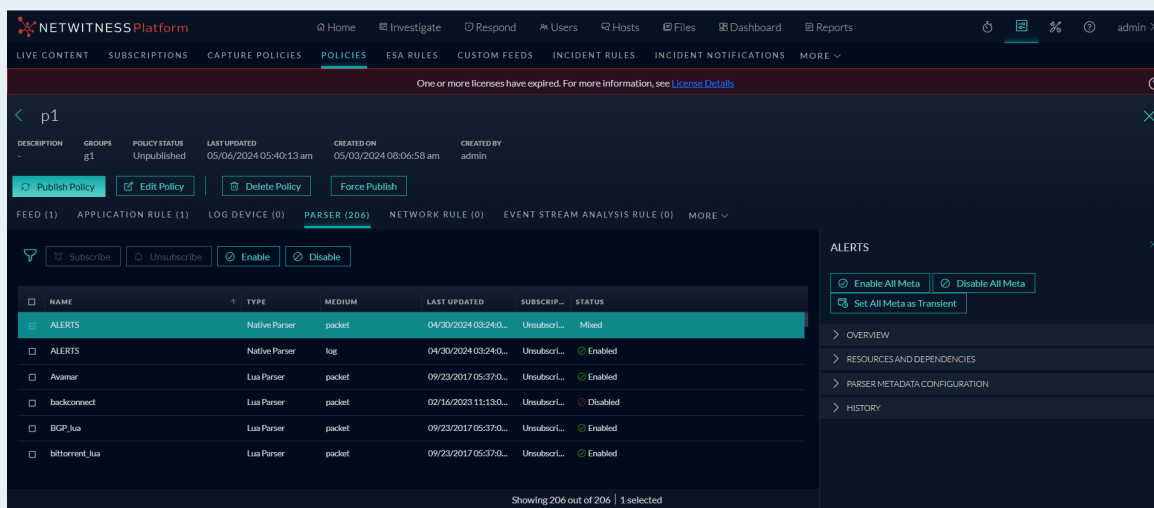 NETWITNESS Platform
Home Investigate Respond Users Hosts Files Dashboard Reports admin
LIVE CONTENT SUBSCRIPTIONS CAPTURE POLICIES POLICIES ESA RULES CUSTOM FEEDS INCIDENT RULES INCIDENT NOTIFICATIONS MORE
One or more licenses have expired. For more information, see License Details
p1
DESCRIPTION GROUPS POLICY STATUS LAST UPDATED CREATED ON CREATED BY
- g1 Unpublished 05/06/2024 05:40:13 am 05/03/2024 08:06:58 am admin
Publish Policy Edit Policy Delete Policy Force Publish
FEED (1) APPLICATION RULE (1) LOG DEVICE (0) PARSER (206) NETWORK RULE (0) EVENT STREAM ANALYSIS RULE (0) MORE
Subscribe Unsubscribe Enable Disable
NAME TYPE MEDIUM LAST UPDATED SUBSCRIP... STATUS
ALERTS Native Parser packet 04/30/2024 03:24:0... Unsubscri... Mixed
ALERTS Native Parser log 04/30/2024 03:24:0... Unsubscri... Enabled
Avamar Lua Parser packet 09/23/2017 05:37:0... Unsubscri... Enabled
backconnect Lua Parser packet 02/16/2023 11:13:0... Unsubscri... Disabled
BGP_lua Lua Parser packet 09/23/2017 05:37:0... Unsubscri... Enabled
bittorrent_lua Lua Parser packet 09/23/2017 05:37:0... Unsubscri... Enabled
Showing 206 out of 206 | 1 selected
ALERTS
Enable All Meta Disable All Meta
Set All Meta as Transient
OVERVIEW
RESOURCES AND DEPENDENCIES
PARSER METADATA CONFIGURATION
HISTORY